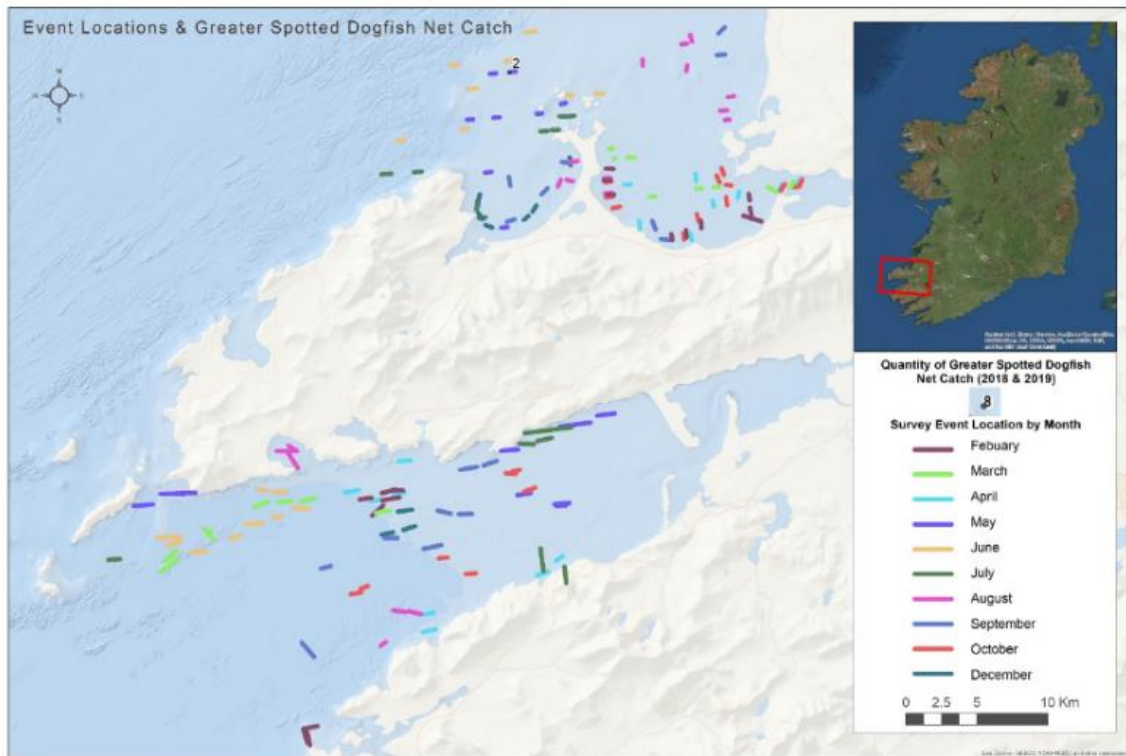 Event Locations & Greater Spotted Dogfish Net Catch
N
W
E
S
2
Quantity of Greater Spotted Dogfish
Net Catch (2018 & 2019)
Survey Event Location by Month
Febuary
March
April
May
June
July
August
September
October
December
0 2.5 5 10 Km